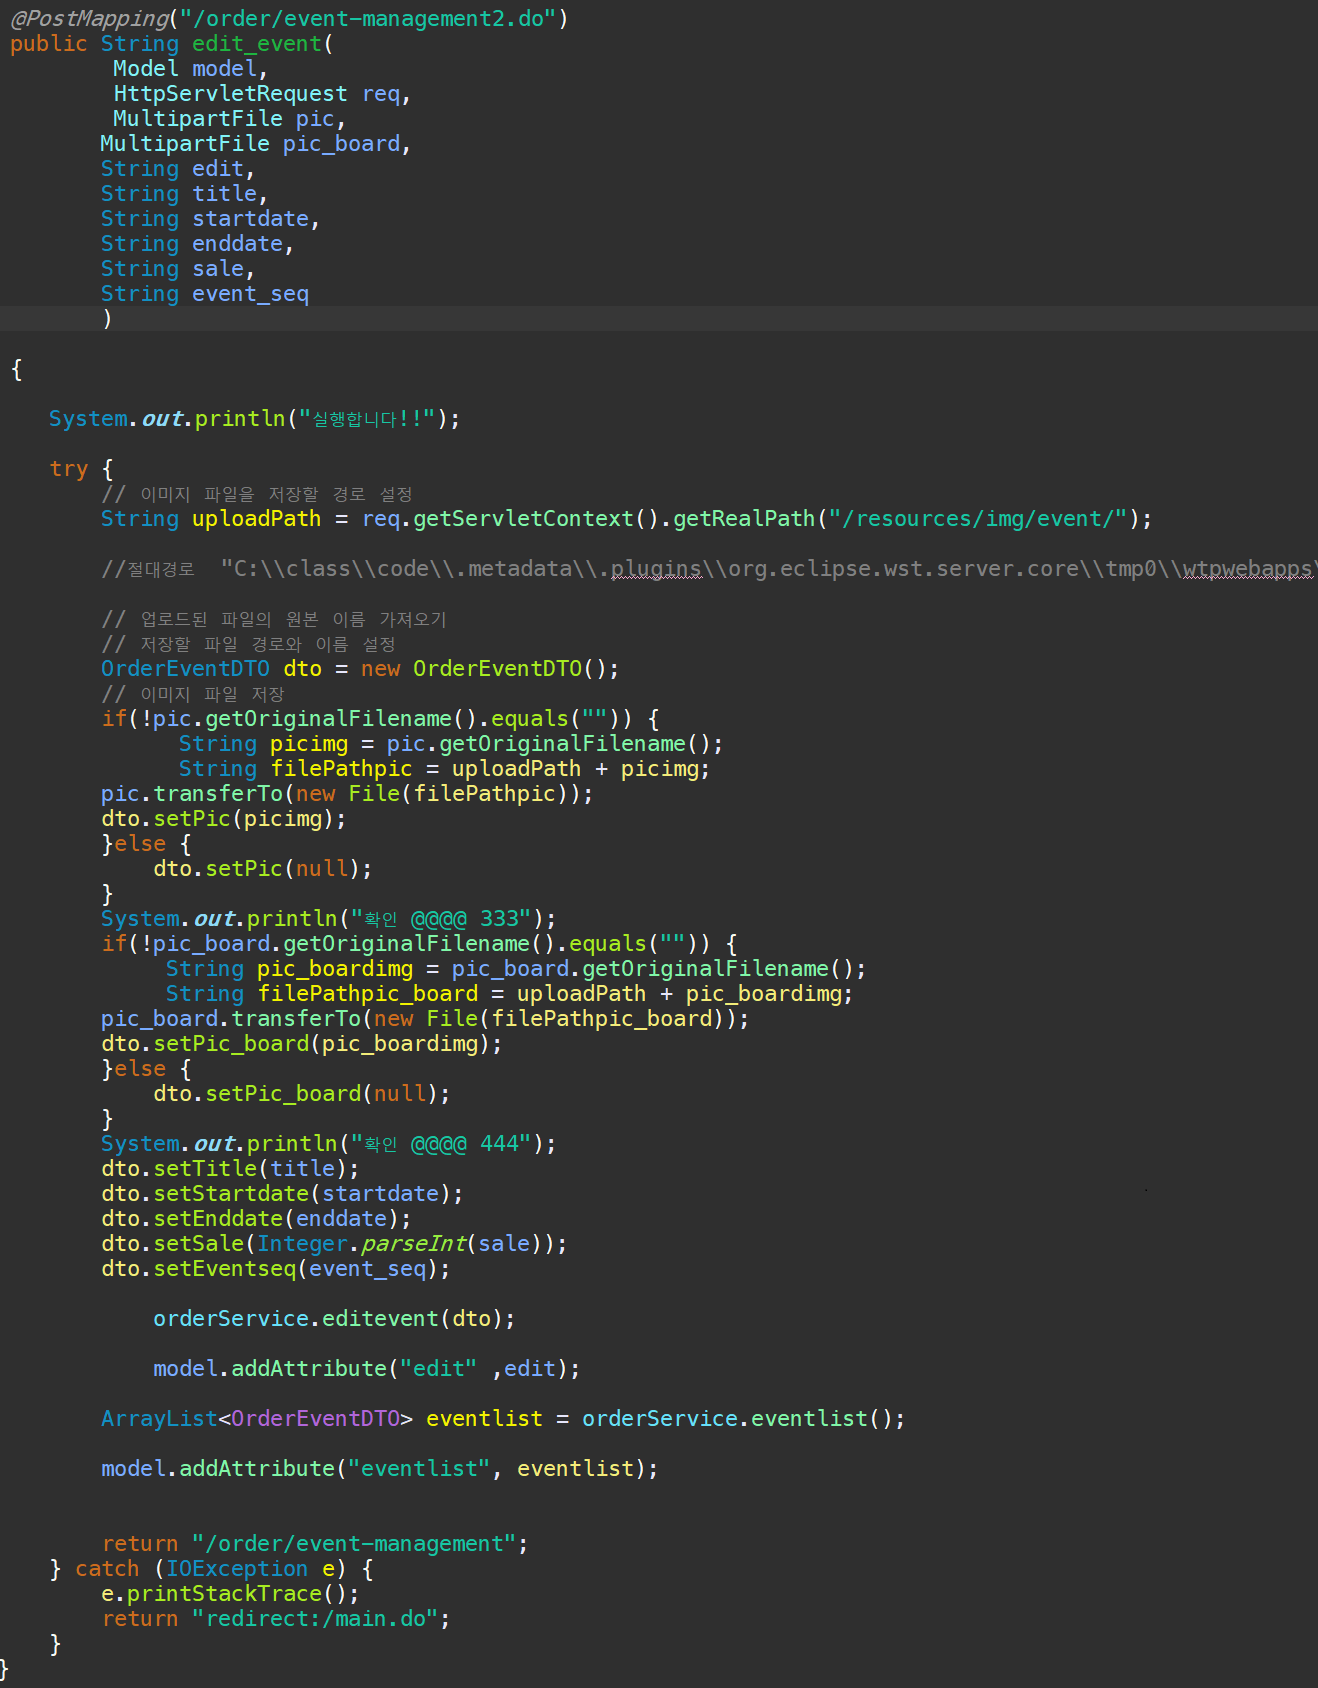 @PostMapping("/order/event-management2.do")
public String edit_event(
Model model,
HttpServletRequest req,
MultipartFile pic,
MultipartFile pic_board,
String edit,
String title,
String startdate,
String enddate,
String sale,
String event_seq
)
{
System.out.println("실행합니다!!");
try {
// 이미지 파일을 저장할 경로 설정
String uploadPath = req.getServletContext().getRealPath("/resources/img/event/");
//절대경로 "C:\\class\\code\\.metadata\\.plugins\\org.eclipse.wst.server.core\\tmp0\\wtpwebapps\
// 업로드된 파일의 원본 이름 가져오기
// 저장할 파일 경로와 이름 설정
OrderEventDTO dto = new OrderEventDTO();
// 이미지 파일 저장
if(!pic.getOriginalFilename().equals("")) {
String picimg = pic.getOriginalFilename();
String filePathpic = uploadPath + picimg;
pic.transferTo(new File(filePathpic));
dto.setPic(picimg);
}else {
dto.setPic(null);
}
System.out.println("확인 @@@@ 333");
if(!pic_board.getOriginalFilename().equals("")) {
String pic_boardimg = pic_board.getOriginalFilename();
String filePathpic_board = uploadPath + pic_boardimg;
pic_board.transferTo(new File(filePathpic_board));
dto.setPic_board(pic_boardimg);
}else {
dto.setPic_board(null);
}
System.out.println("확인 @@@@ 444");
dto.setTitle(title);
dto.setStartdate(startdate);
dto.setEnddate(enddate);
dto.setSale(Integer.parseInt(sale));
dto.setEventseq(event_seq);
orderService.editevent(dto);
model.addAttribute("edit" ,edit);
ArrayList<OrderEventDTO> eventlist = orderService.eventlist();
model.addAttribute("eventlist", eventlist);
return "/order/event-management";
} catch (IOException e) {
e.printStackTrace();
return "redirect:/main.do";
}
}